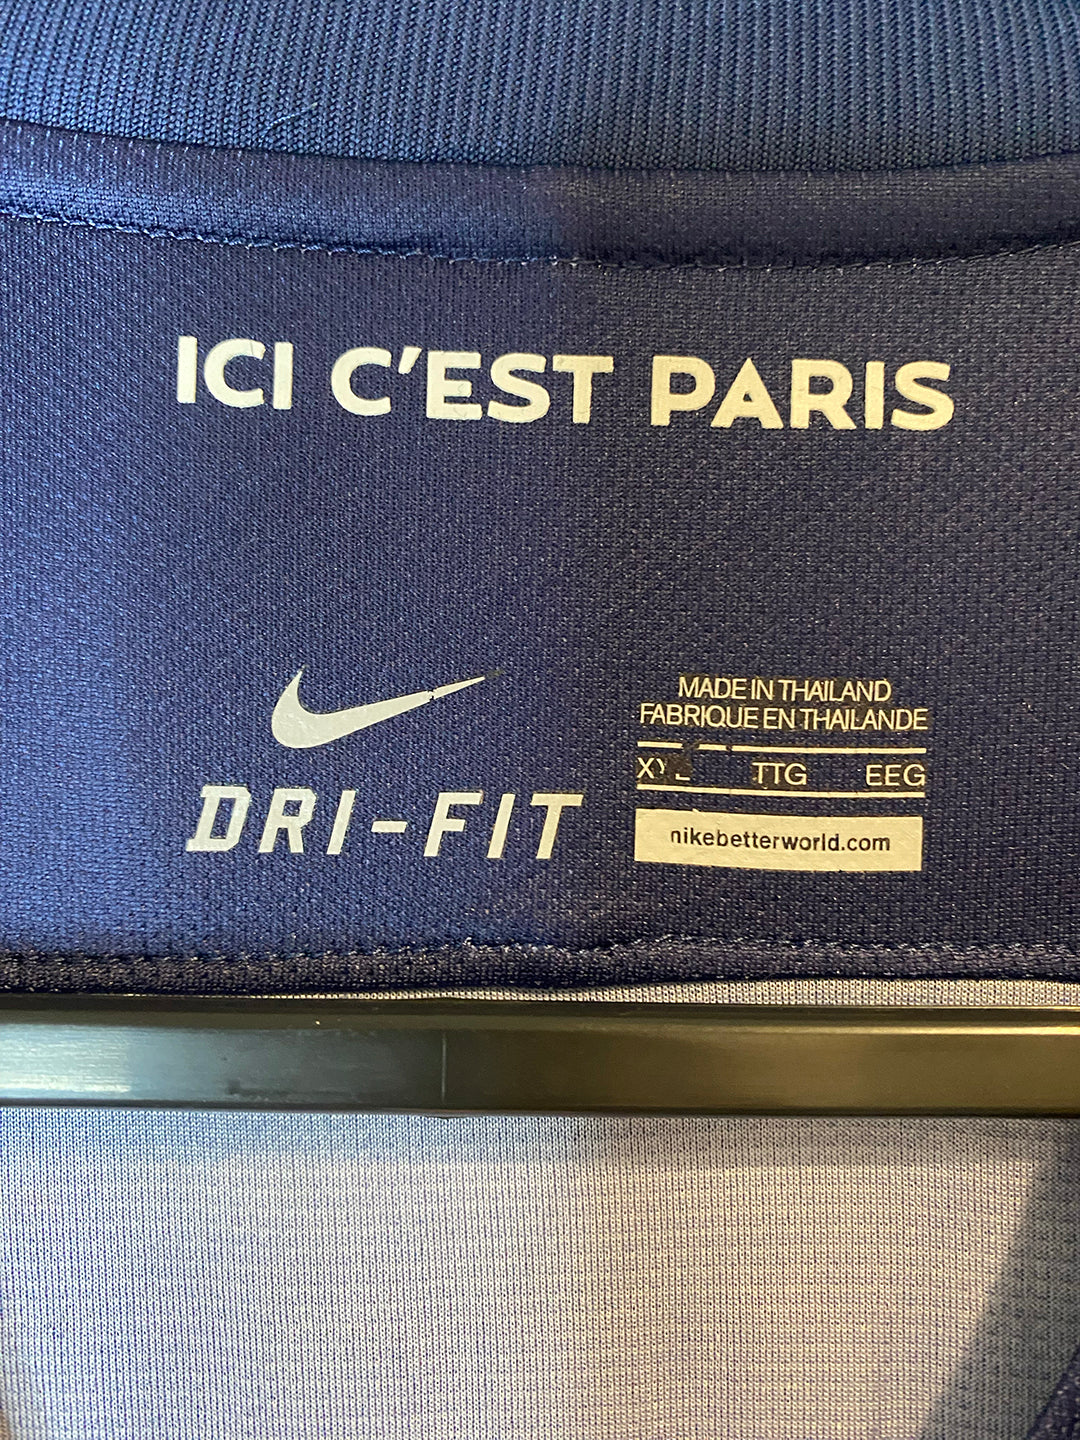 ICI C'EST PARIS
MADE IN THAILAND
FABRIQUE EN THAILANDE
TTG EEG
nikebetterworld.com
DRI-FIT